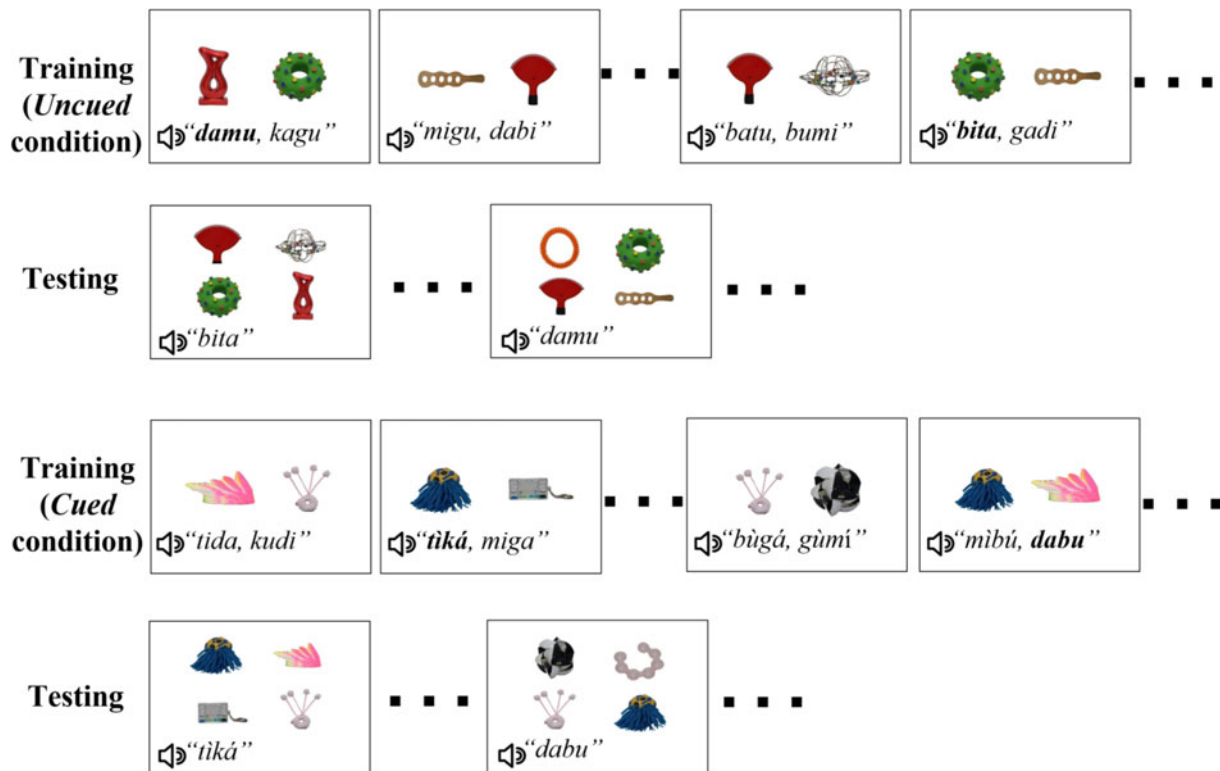 Training
(Uncued
condition)
“damu, kagu”
“migu, dabi”
“batu, bumi”
“bita, gadi”
Testing
“bita”
“damu”
Training
(Cued
condition)
“tida, kudi”
“tìká, miga”
“bùgá, gùmí”
“mìbú, dabu”
Testing
“tìká”
“dabu”